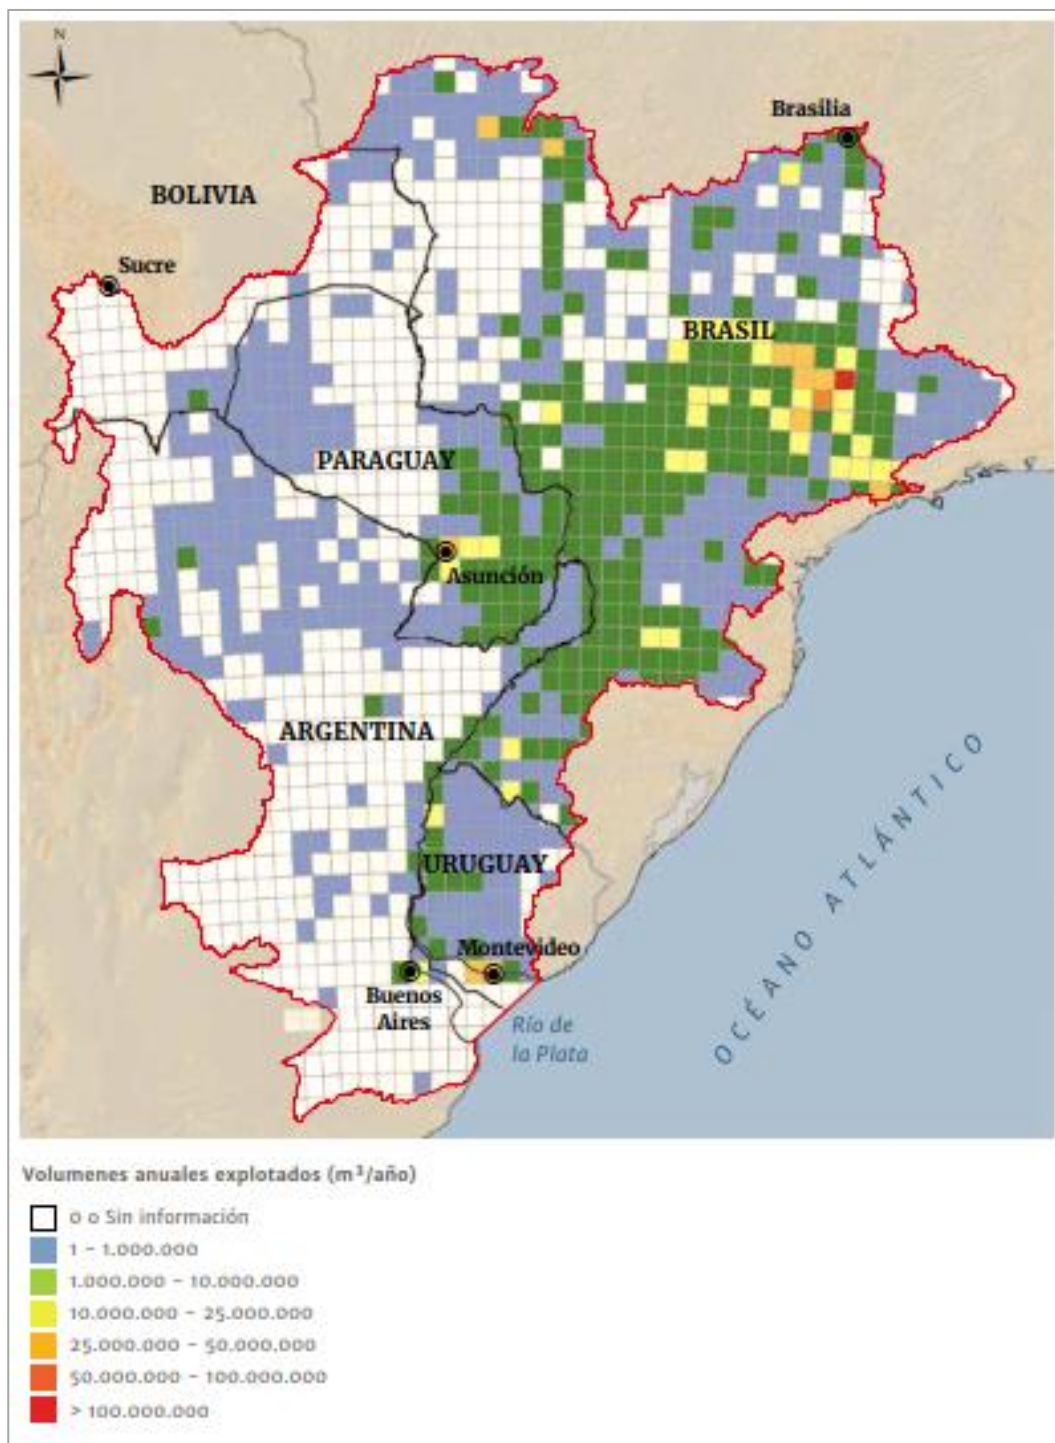 N
Brasilia
BOLIVIA
Sucre
BRASIL
PARAGUAY
Asunción
ARGENTINA
URUGUAY
Montevideo
Buenos
Aires
Río de
la Plata
OCÉANO ATLÁNTICO
Volumenes anuales explotados (m³/año)
0 o Sin información
1 - 1.000.000
1.000.000 - 10.000.000
10.000.000 - 25.000.000
25.000.000 - 50.000.000
50.000.000 - 100.000.000
> 100.000.000